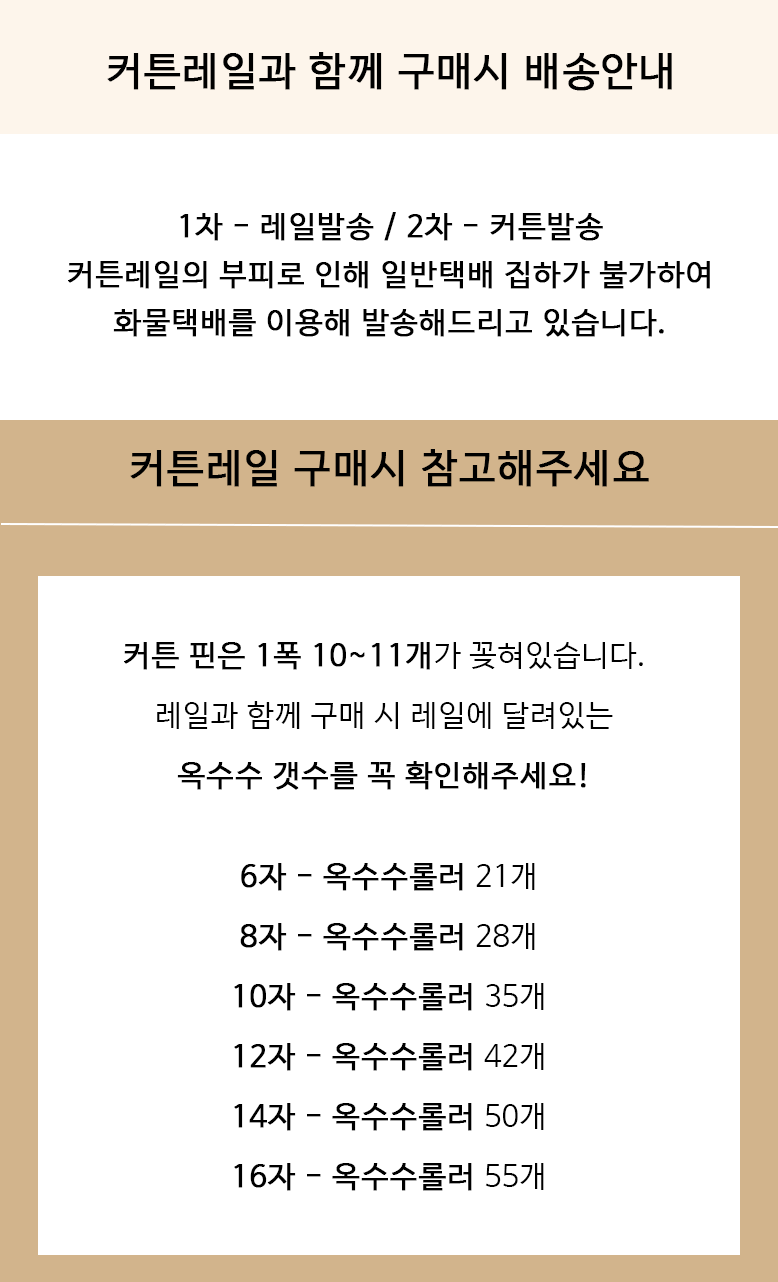 커튼레일과 함께 구매시 배송안내
1차 - 레일발송 / 2차 - 커튼발송
커튼레일의 부피로 인해 일반택배 집하가 불가하여
화물택배를 이용해 발송해드리고 있습니다.
커튼레일 구매시 참고해주세요
커튼 핀은 1폭 10~11개가 꽂혀있습니다.
레일과 함께 구매 시 레일에 달려있는
옥수수 갯수를 꼭 확인해주세요!
6자 - 옥수수롤러 21개
8자 - 옥수수롤러 28개
10자 - 옥수수롤러 35개
12자 - 옥수수롤러 42개
14자 - 옥수수롤러 50개
16자 - 옥수수롤러 55개